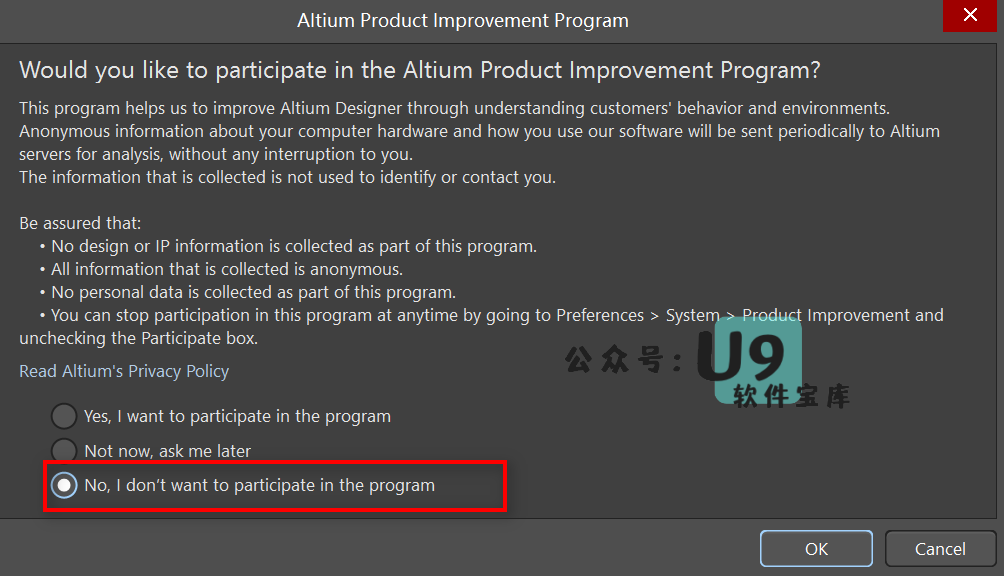 Altium Product Improvement Program
Would you like to participate in the Altium Product Improvement Program?
This program helps us to improve Altium Designer through understanding customers' behavior and environments.
Anonymous information about your computer hardware and how you use our software will be sent periodically to Altium
servers for analysis, without any interruption to you.
The information that is collected is not used to identify or contact you.
Be assured that:
• No design or IP information is collected as part of this program.
• All information that is collected is anonymous.
• No personal data is collected as part of this program.
• You can stop participation in this program at anytime by going to Preferences > System > Product Improvement and
unchecking the Participate box.
公众号:U9
软件宝库
Read Altium's Privacy Policy
Yes, I want to participate in the program
Not now, ask me later
No, I don’t want to participate in the program
OK
Cancel